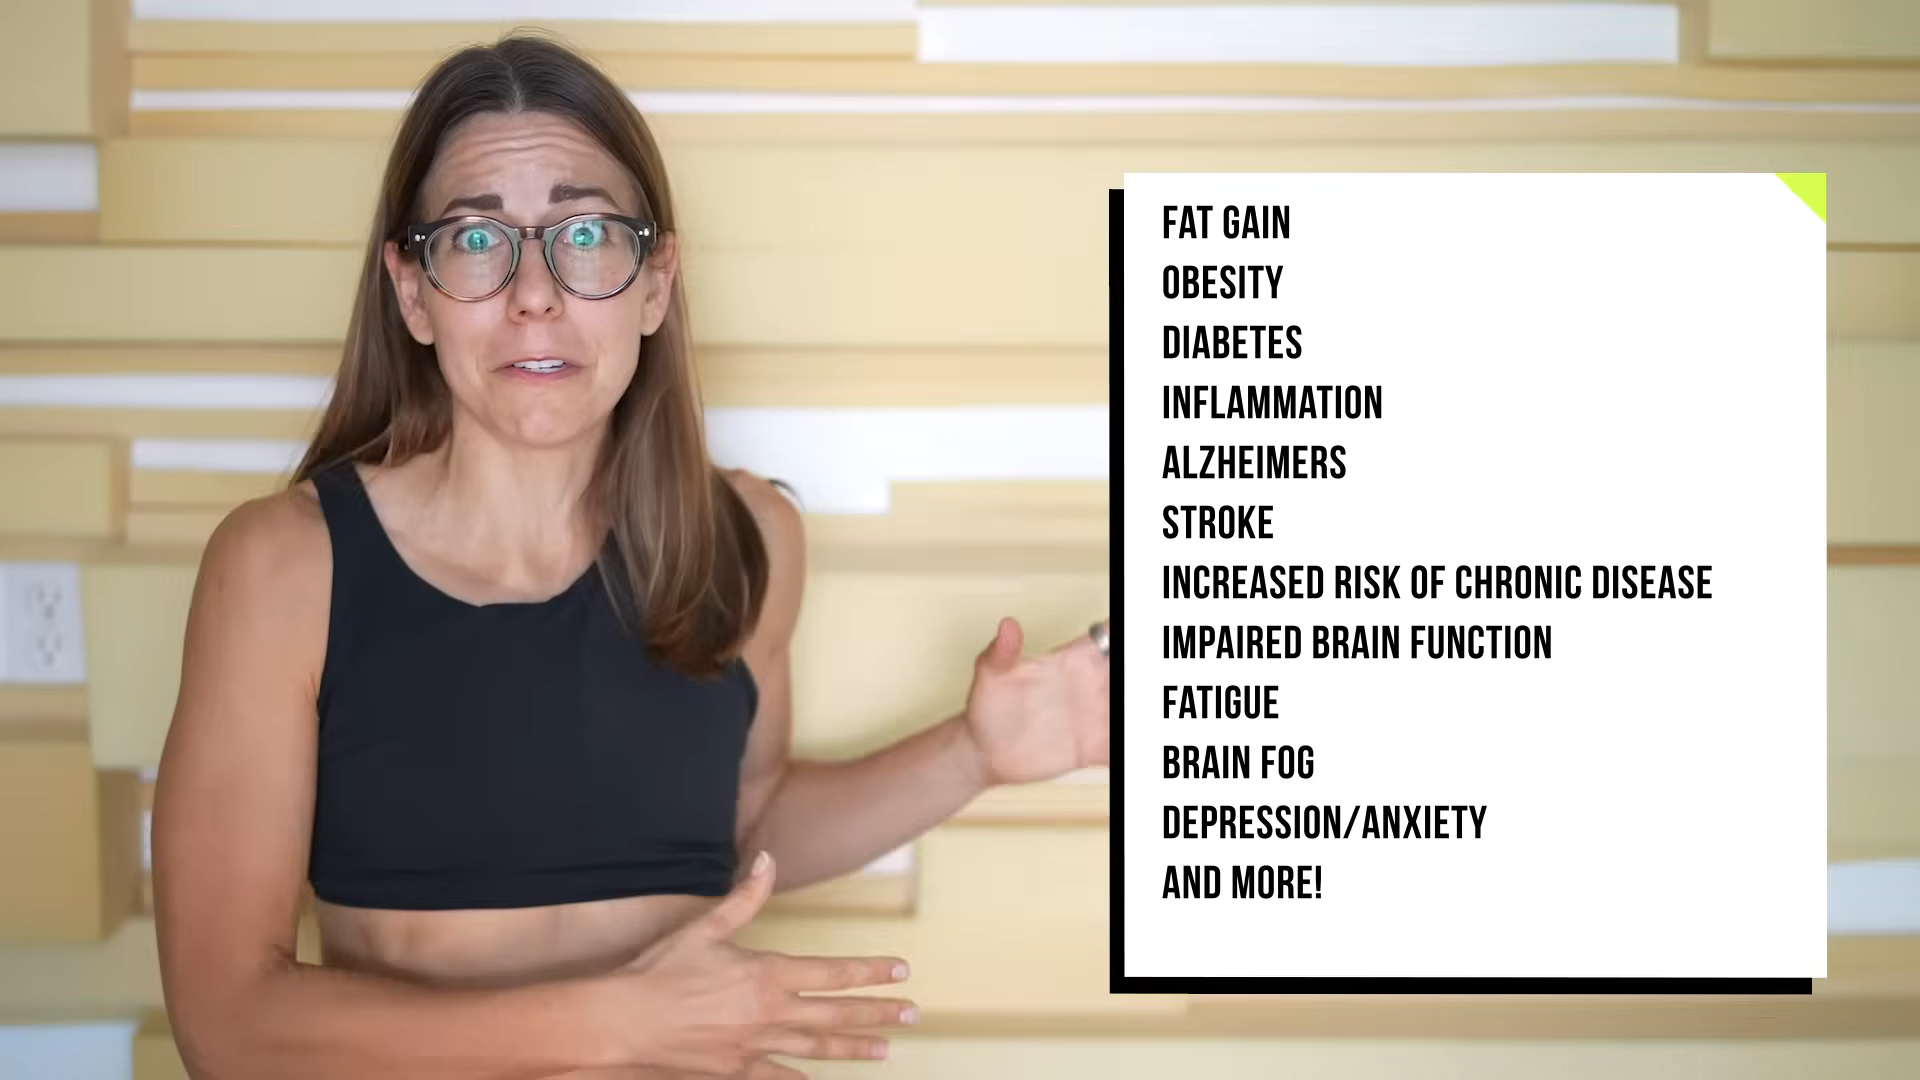 FAT GAIN
OBESITY
DIABETES
INFLAMMATION
ALZHEIMERS
STROKE
INCREASED RISK OF CHRONIC DISEASE
IMPAIRED BRAIN FUNCTION
FATIGUE
BRAIN FOG
DEPRESSION/ANXIETY
AND MORE!